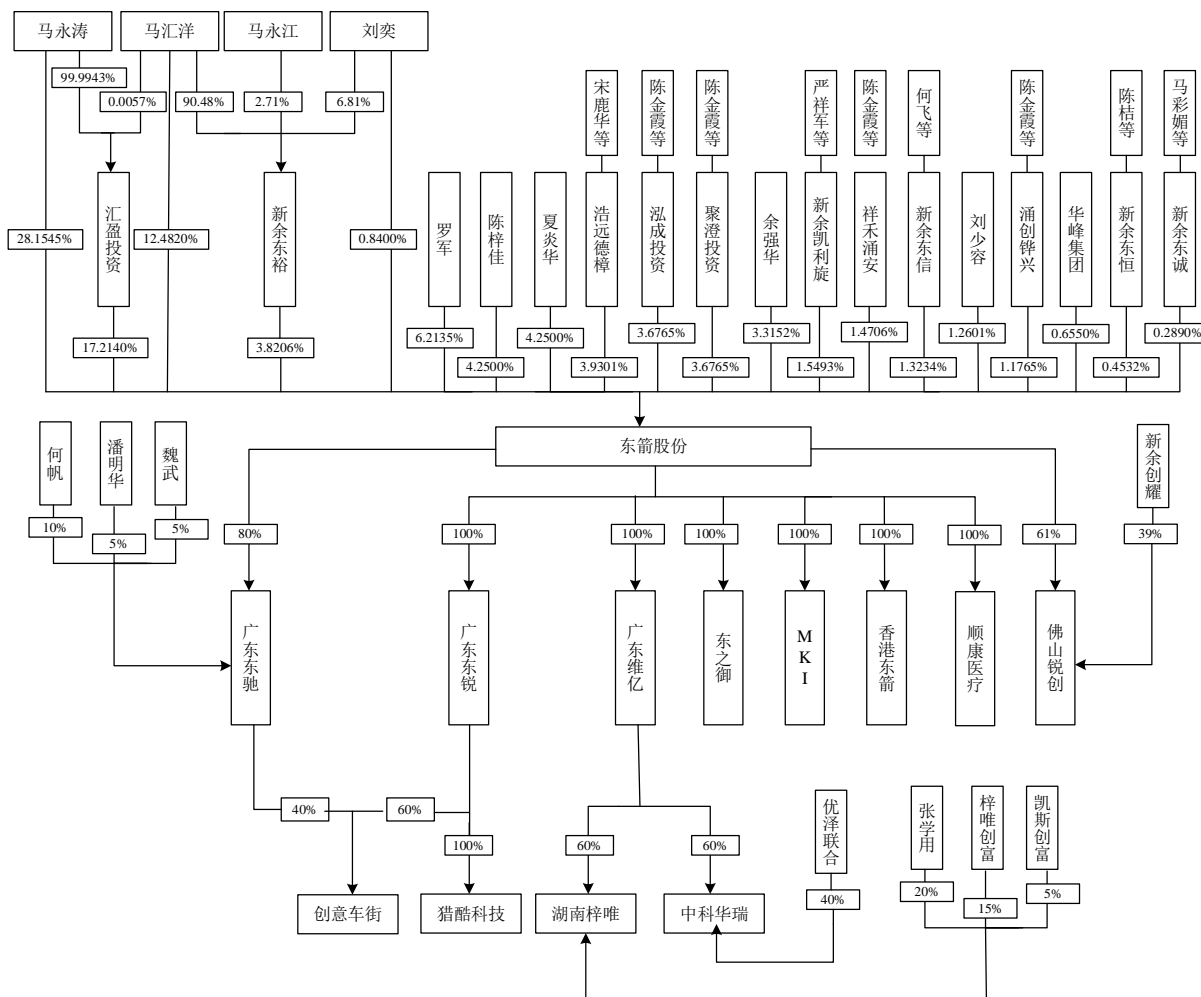 马永涛
马汇洋
马永江
刘奕
99.9943%
0.0057%
90.48%
2.71%
6.81%
宋鹿华等
陈金霞等
陈金霞等
严祥军等
陈金霞等
何飞等
陈金霞等
陈桔等
马彩媚等
汇盈投资
新余东裕
罗军
陈梓佳
夏炎华
浩远德樟
泓成投资
聚澄投资
余强华
新余凯利旋
祥禾涌安
新余东信
刘少容
涌创铧兴
华峰集团
新余东恒
新余东诚
28.1545%
12.4820%
0.8400%
17.2140%
3.8206%
6.2135%
4.2500%
4.2500%
3.9301%
3.6765%
3.6765%
3.3152%
1.5493%
1.4706%
1.3234%
1.2601%
1.1765%
0.6550%
0.4532%
0.2890%
东箭股份
何帆
潘明华
魏武
新余创耀
10%
5%
5%
80%
100%
100%
100%
100%
100%
100%
61%
39%
广东东驰
广东东锐
广东维亿
东之御
MKI
香港东箭
顺康医疗
佛山锐创
40%
60%
100%
60%
60%
优泽联合
40%
张学用
梓唯创富
凯斯创富
20%
15%
5%
创意车街
猎酷科技
湖南梓唯
中科华瑞